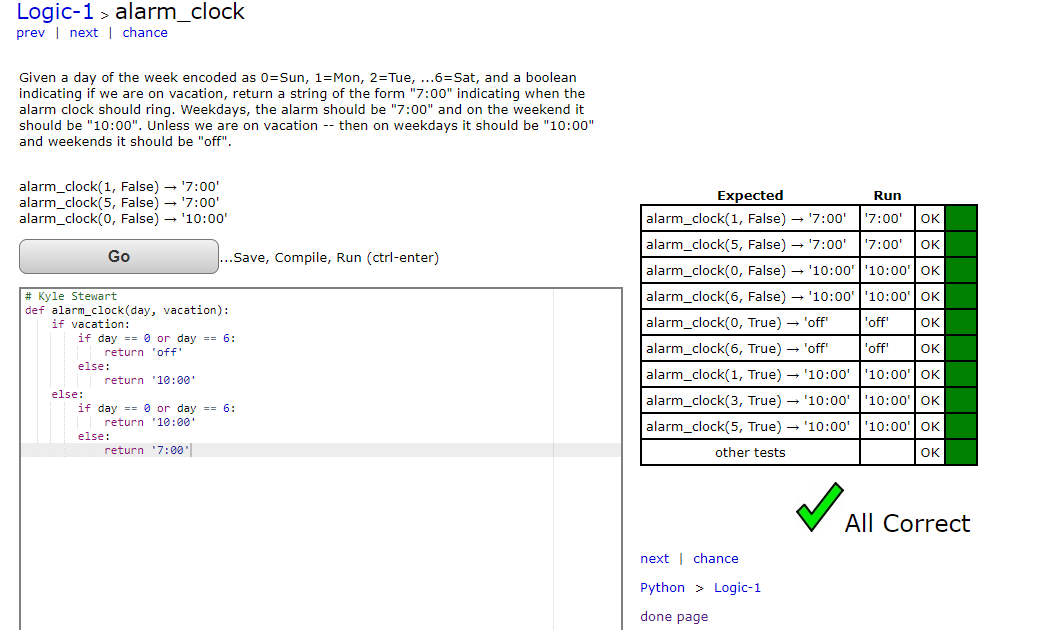 Logic-1 > alarm_clock
prev | next | chance
Given a day of the week encoded as 0=Sun, 1=Mon, 2=Tue, ...6=Sat, and a boolean
indicating if we are on vacation, return a string of the form "7:00" indicating when the
alarm clock should ring. Weekdays, the alarm should be "7:00" and on the weekend it
should be "10:00". Unless we are on vacation -- then on weekdays it should be "10:00"
and weekends it should be "off".
alarm_clock(1, False) → '7:00'
alarm_clock(5, False) → '7:00'
alarm_clock(0, False) → '10:00'
Go ...Save, Compile, Run (ctrl-enter)
# Kyle Stewart
def alarm_clock(day, vacation):
    if vacation:
        if day == 0 or day == 6:
            return 'off'
        else:
            return '10:00'
    else:
        if day == 0 or day == 6:
            return '10:00'
        else:
            return '7:00'
Expected Run
alarm_clock(1, False) → '7:00' '7:00' OK
alarm_clock(5, False) → '7:00' '7:00' OK
alarm_clock(0, False) → '10:00' '10:00' OK
alarm_clock(6, False) → '10:00' '10:00' OK
alarm_clock(0, True) → 'off' 'off' OK
alarm_clock(6, True) → 'off' 'off' OK
alarm_clock(1, True) → '10:00' '10:00' OK
alarm_clock(3, True) → '10:00' '10:00' OK
alarm_clock(5, True) → '10:00' '10:00' OK
other tests OK
All Correct
next | chance
Python > Logic-1
done page